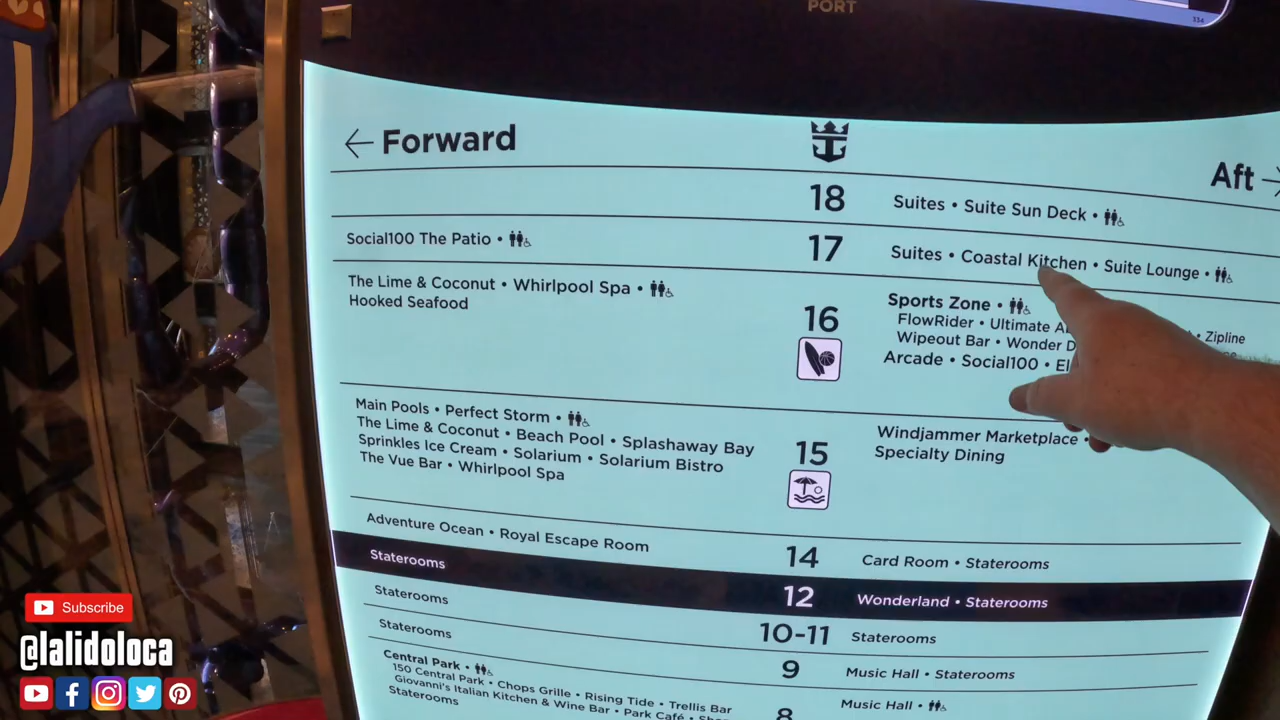 PORT
334
← Forward
Aft →
18
Suites • Suite Sun Deck •
Social100 The Patio •
17
Suites • Coastal Kitchen • Suite Lounge •
The Lime & Coconut • Whirlpool Spa •
Hooked Seafood
16
Sports Zone •
FlowRider • Ultimate • Zipline
Wipeout Bar • Wonder
Arcade • Social100 •
Main Pools • Perfect Storm •
The Lime & Coconut • Beach Pool • Splashaway Bay
Sprinkles Ice Cream • Solarium • Solarium Bistro
The Vue Bar • Whirlpool Spa
15
Windjammer Marketplace •
Specialty Dining
Adventure Ocean • Royal Escape Room
14
Card Room • Staterooms
Staterooms
12
Wonderland • Staterooms
Staterooms
10-11
Staterooms
Staterooms
9
Music Hall • Staterooms
Central Park •
150 Central Park • Chops Grille • Rising Tide • Trellis Bar
Giovanni's Italian Kitchen & Wine Bar • Park Café •
Staterooms
8
Music Hall •
Subscribe
@lalidoloca